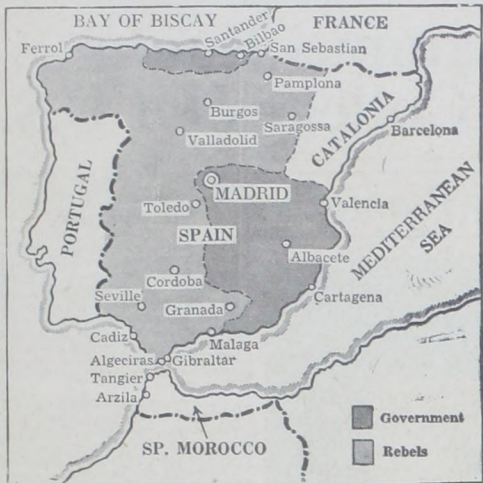 BAY OF BISCAY
FRANCE
Ferrol
Santander
Bilbao
San Sebastian
Pamplona
Burgos
Saragossa
Valladolid
CATALONIA
Barcelona
PORTUGAL
MADRID
Toledo
Valencia
SPAIN
MEDITERRANEAN
SEA
Albacete
Cordoba
Seville
Granada
Cartagena
Cadiz
Malaga
Algeciras
Gibraltar
Tangier
Arzila
SP. MOROCCO
Government
Rebels